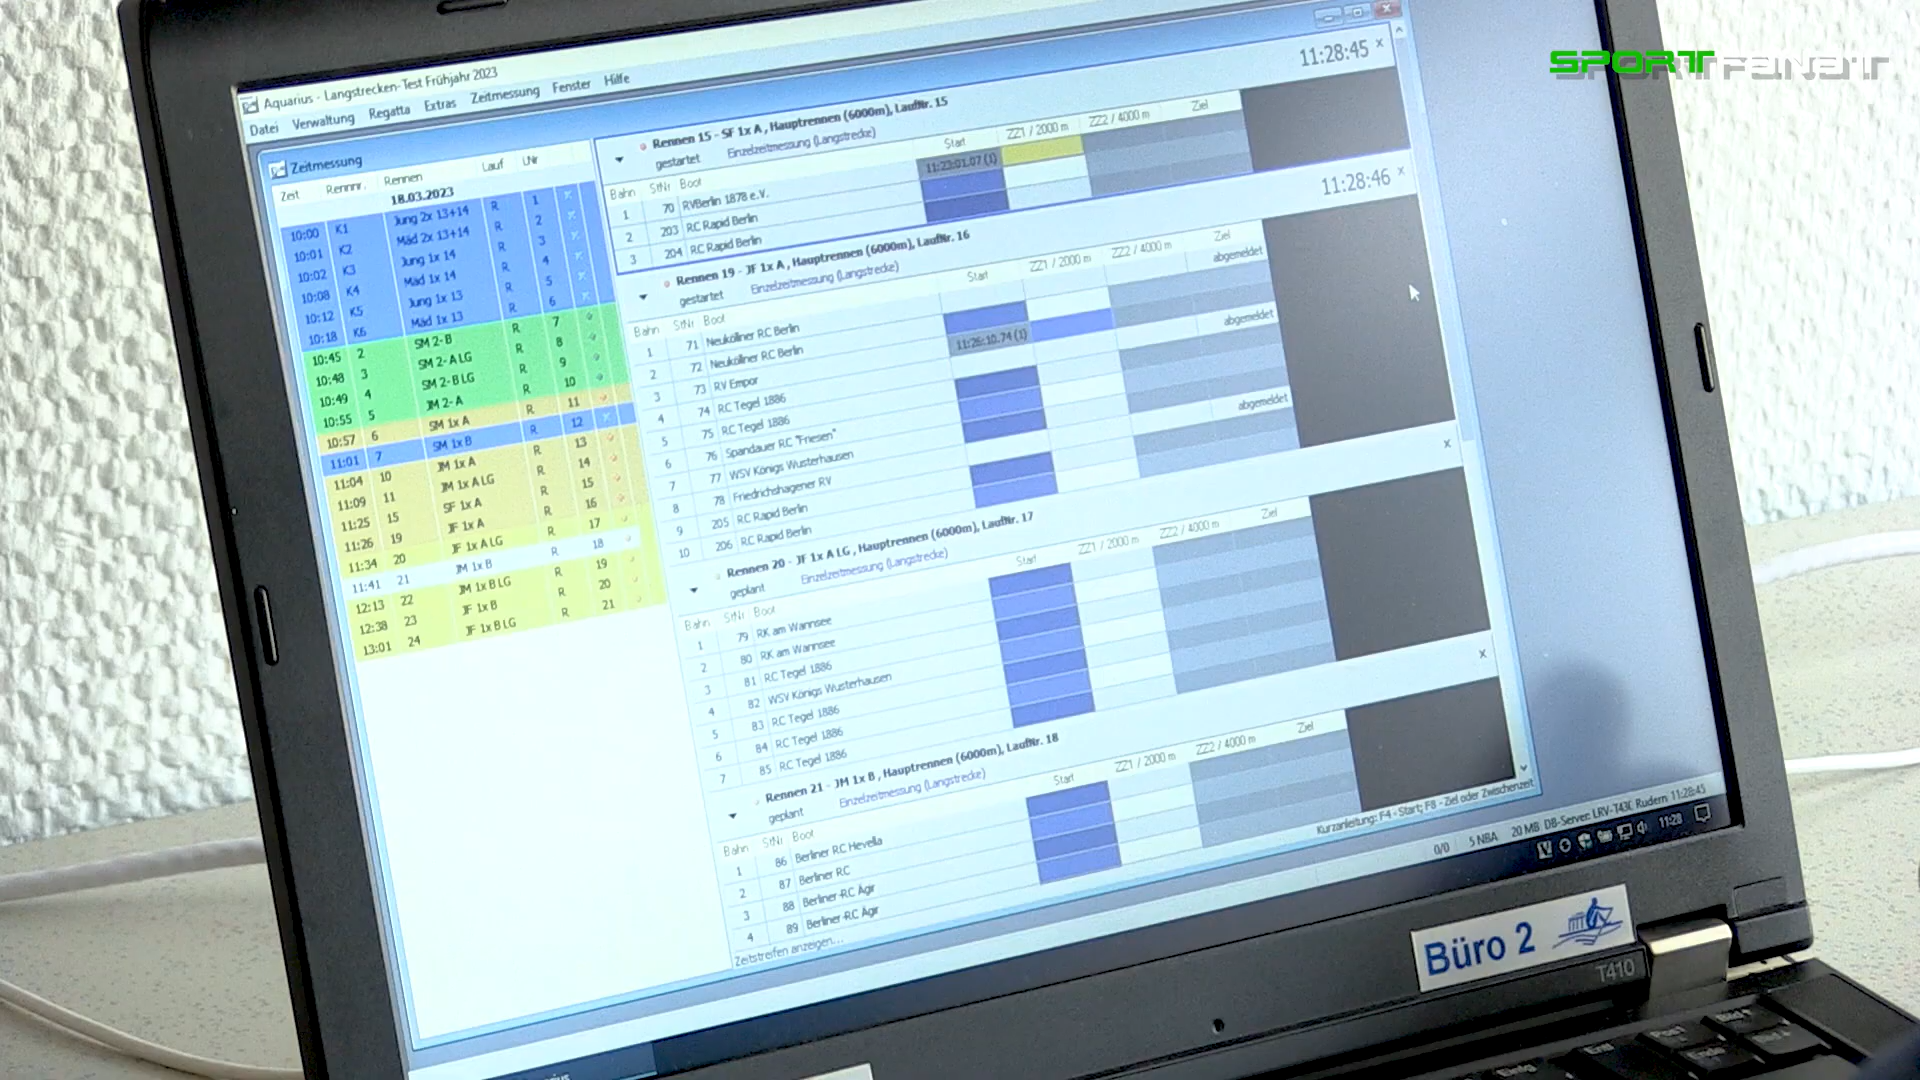 SPORTFANAT
Aquarius - Langstrecken-Test Frühjahr 2023
Datei Verwaltung Regatta Extras Zeitmessung Fenster Hilfe
Zeitmessung
Zeit Rennnr. Rennen Lauf LNr
18.03.2023
10:00 K1 Jung 2x 13+14 R 1
10:01 K2 Mäd 2x 13+14 R 2
10:02 K3 Jung 1x 14 R 3
10:08 K4 Mäd 1x 14 R 4
10:12 K5 Jung 1x 13 R 5
10:18 K6 Mäd 1x 13 R 6
10:45 2 SM 2- B R 7
10:48 3 SM 2- A LG R 8
10:49 4 SM 2- B LG R 9
10:55 5 JM 2- A R 10
10:57 6 SM 1x A R 11
11:01 7 SM 1x B R 12
11:04 10 JM 1x A R 13
11:09 11 JM 1x A LG R 14
11:25 15 SF 1x A R 15
11:26 19 JF 1x A R 16
11:34 20 JF 1x A LG R 17
11:41 21 JM 1x B R 18
12:13 22 JM 1x B LG R 19
12:38 23 JF 1x B R 20
13:01 24 JF 1x B LG R 21
11:28:45 x
Rennen 15 - SF 1x A , Hauptrennen (6000m), LaufNr. 15
gestartet Einzelzeitmessung (Langstrecke)
Bahn StNr Boot Start ZZ1 / 2000 m ZZ2 / 4000 m Ziel
1 70 RVBerlin 1878 e.V. 11:23:01.07 (1)
2 203 RC Rapid Berlin
3 204 RC Rapid Berlin
11:28:46 x
Rennen 19 - JF 1x A , Hauptrennen (6000m), LaufNr. 16
gestartet Einzelzeitmessung (Langstrecke)
Bahn StNr Boot Start ZZ1 / 2000 m ZZ2 / 4000 m Ziel
1 71 Neuköllner RC Berlin abgemeldet
2 72 Neuköllner RC Berlin
3 73 RV Empor 11:26:10.74 (1)
4 74 RC Tegel 1886 abgemeldet
5 75 RC Tegel 1886
6 76 Spandauer RC "Friesen"
7 77 WSV Königs Wusterhausen
8 78 Friedrichshagener RV abgemeldet
9 205 RC Rapid Berlin
10 206 RC Rapid Berlin
x
Rennen 20 - JF 1x A LG , Hauptrennen (6000m), LaufNr. 17
geplant Einzelzeitmessung (Langstrecke)
Bahn StNr Boot Start ZZ1 / 2000 m ZZ2 / 4000 m Ziel
1 79 RK am Wannsee
2 80 RK am Wannsee
3 81 RC Tegel 1886
4 82 WSV Königs Wusterhausen
5 83 RC Tegel 1886
6 84 RC Tegel 1886
7 85 RC Tegel 1886
x
Rennen 21 - JM 1x B , Hauptrennen (6000m), LaufNr. 18
geplant Einzelzeitmessung (Langstrecke)
Bahn StNr Boot Start ZZ1 / 2000 m ZZ2 / 4000 m Ziel
1 86 Berliner RC Hevella
2 87 Berliner RC
3 88 Berliner-RC Ägir
4 89 Berliner-RC Ägir
Zeitstreifen anzeigen...
Kurzanleitung: F4 - Start; F8 - Ziel oder Zwischenzeit
0/0 5 NBA 20 MB DB-Server: LRV-T430 Rudern 11:28:45
11:28
Büro 2
T410